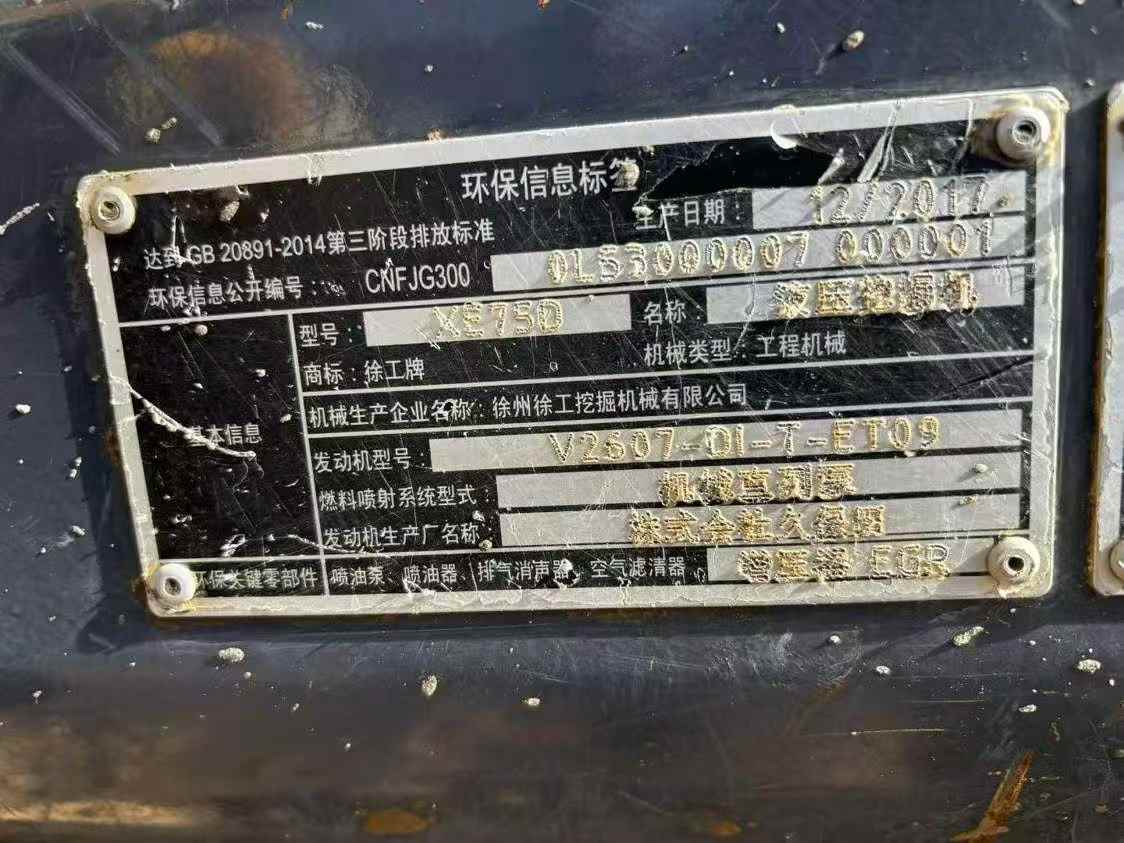 环保信息标签
生产日期：12/2017
达到 GB 20891-2014第三阶段排放标准
环保信息公开编号： CNFJG300 0LS3000007 000001
型号： XE75D 名称： 液压挖掘机
商标：徐工牌 机械类型：工程机械
机械生产企业名称：徐州徐工挖掘机械有限公司
基本信息
发动机型号： V2607-DI-T-ET09
燃料喷射系统型式： 机械直列泵
发动机生产厂名称： 株式会社久保田
环保关键零部件 喷油泵、喷油器、排气消声器、空气滤清器 增压器 EGR